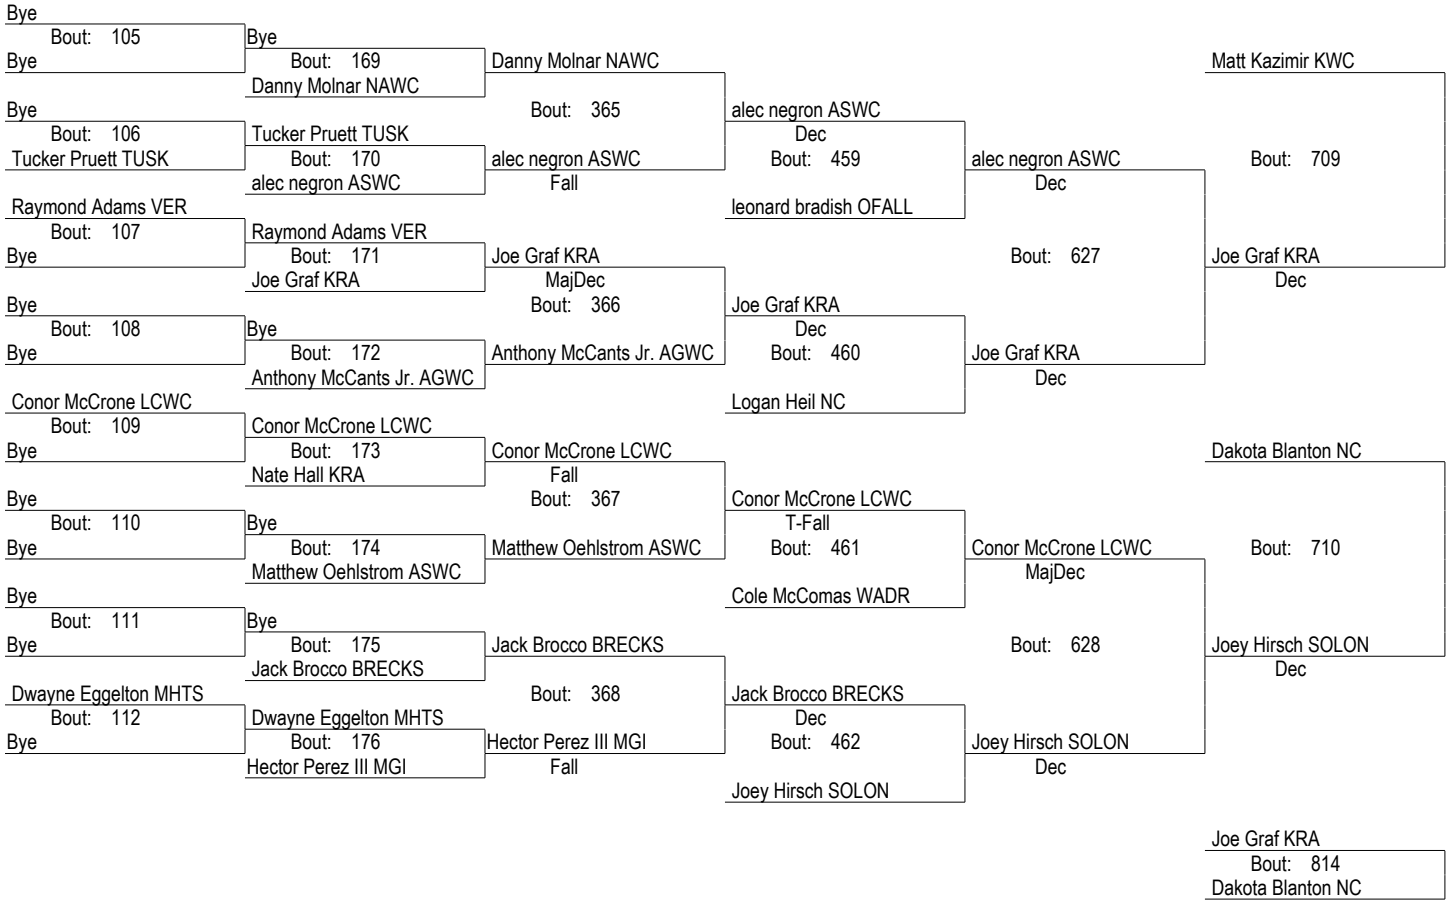 Bye
Bout: 105
Bye
Bye
Bout: 106
Tucker Pruett TUSK
Raymond Adams VER
Bout: 107
Bye
Bye
Bout: 108
Bye
Conor McCrone LCWC
Bout: 109
Bye
Bye
Bout: 110
Bye
Bye
Bout: 111
Bye
Dwayne Eggelton MHTS
Bout: 112
Bye
Bye
Bout: 169
Danny Molnar NAWC
Tucker Pruett TUSK
Bout: 170
alec negron ASWC
Raymond Adams VER
Bout: 171
Joe Graf KRA
Bye
Bout: 172
Anthony McCants Jr. AGWC
Conor McCrone LCWC
Bout: 173
Nate Hall KRA
Bye
Bout: 174
Matthew Oehlstrom ASWC
Bye
Bout: 175
Jack Brocco BRECKS
Dwayne Eggelton MHTS
Bout: 176
Hector Perez III MGI
Danny Molnar NAWC
Bout: 365
alec negron ASWC
Fall
Joe Graf KRA
MajDec
Bout: 366
Anthony McCants Jr. AGWC
Conor McCrone LCWC
Fall
Bout: 367
Matthew Oehlstrom ASWC
Jack Brocco BRECKS
Bout: 368
Hector Perez III MGI
Fall
alec negron ASWC
Dec
Bout: 459
leonard bradish OFALL
Joe Graf KRA
Dec
Bout: 460
Logan Heil NC
Conor McCrone LCWC
T-Fall
Bout: 461
Cole McComas WADR
Jack Brocco BRECKS
Dec
Bout: 462
Joey Hirsch SOLON
alec negron ASWC
Dec
Bout: 627
Joe Graf KRA
Dec
Conor McCrone LCWC
MajDec
Bout: 628
Joey Hirsch SOLON
Dec
Matt Kazimir KWC
Bout: 709
Joe Graf KRA
Dec
Dakota Blanton NC
Bout: 710
Joey Hirsch SOLON
Dec
Joe Graf KRA
Bout: 814
Dakota Blanton NC